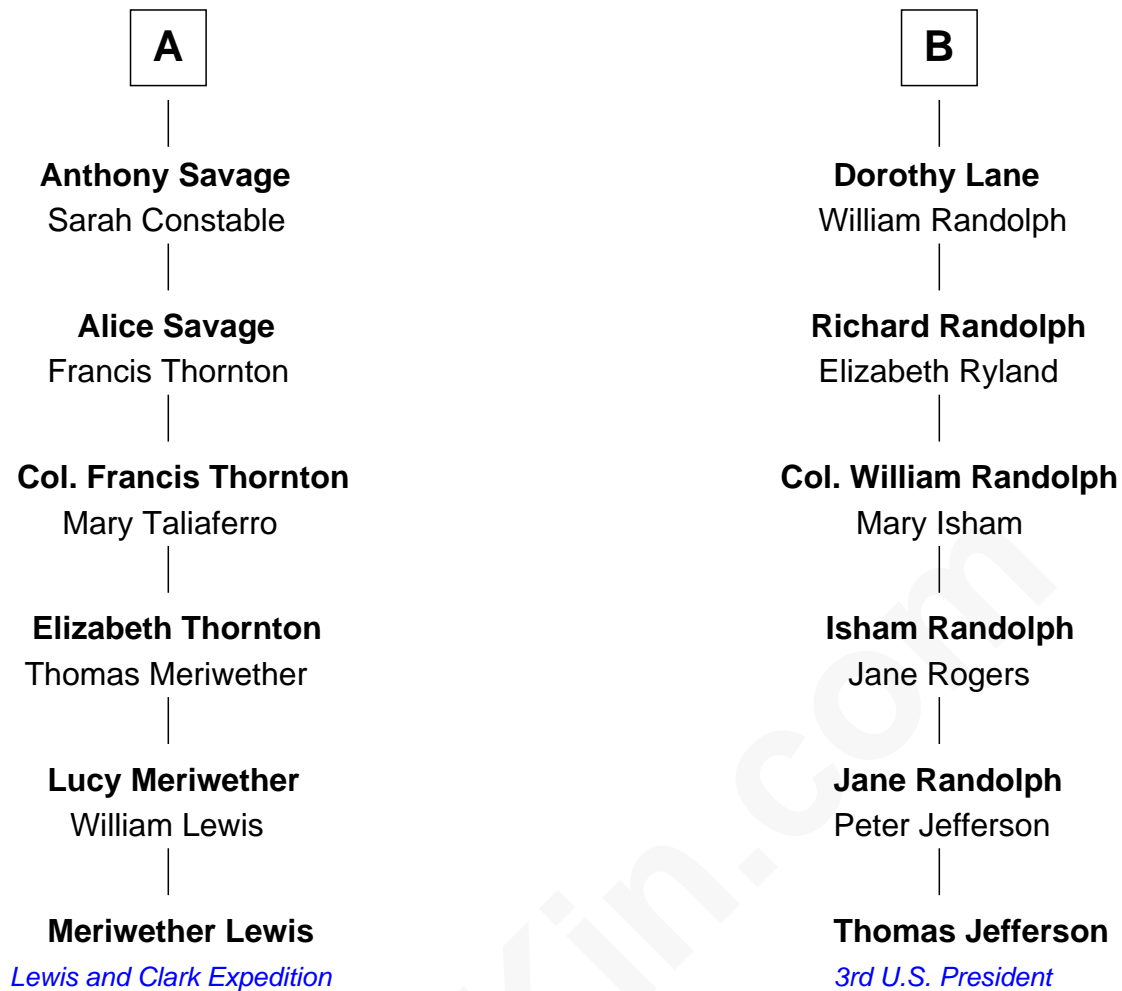 A
Anthony Savage
Sarah Constable
Alice Savage
Francis Thornton
Col. Francis Thornton
Mary Taliaferro
Elizabeth Thornton
Thomas Meriwether
Lucy Meriwether
William Lewis
Meriwether Lewis
Lewis and Clark Expedition
B
Dorothy Lane
William Randolph
Richard Randolph
Elizabeth Ryland
Col. William Randolph
Mary Isham
Isham Randolph
Jane Rogers
Jane Randolph
Peter Jefferson
Thomas Jefferson
3rd U.S. President